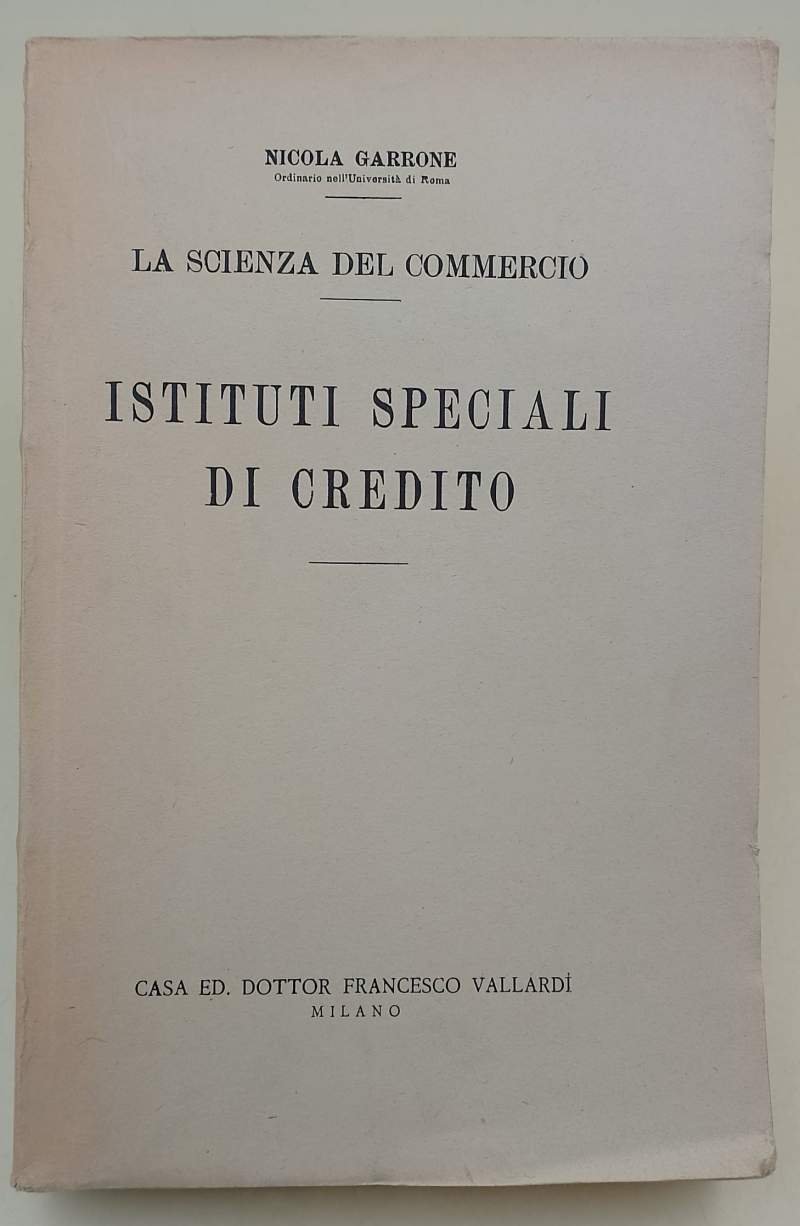 NICOLA GARRONE
Ordinario nell'Università di Roma
LA SCIENZA DEL COMMERCIO
ISTITUTI SPECIALI
DI CREDITO
CASA ED. DOTTOR FRANCESCO VALLARDI
MILANO